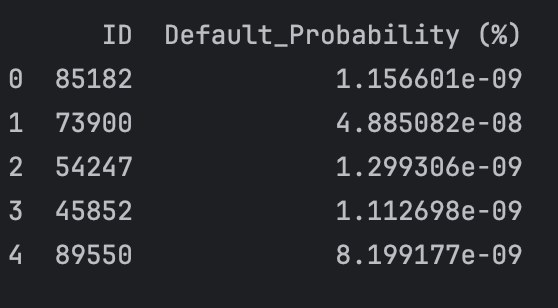 ID Default_Probability (%)
0 85182 1.156601e-09
1 73900 4.885082e-08
2 54247 1.299306e-09
3 45852 1.112698e-09
4 89550 8.199177e-09